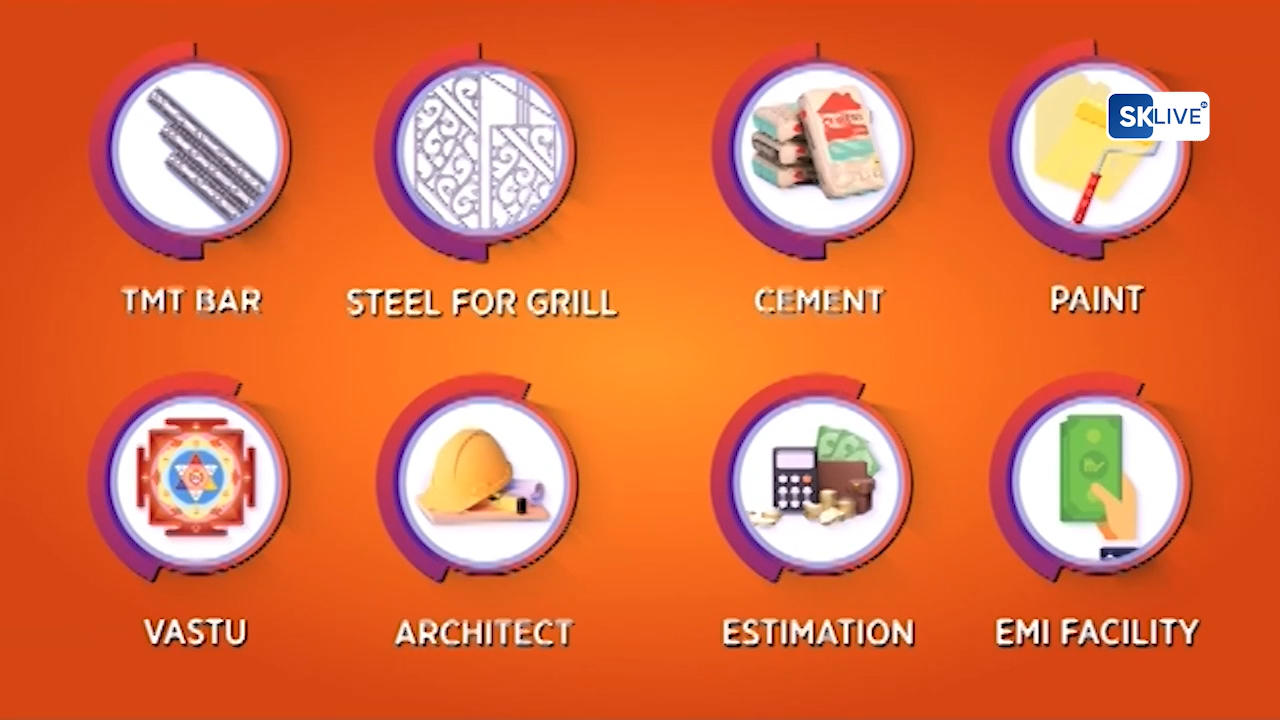 SKLIVE
TMT BAR
STEEL FOR GRILL
CEMENT
PAINT
VASTU
ARCHITECT
ESTIMATION
EMI FACILITY